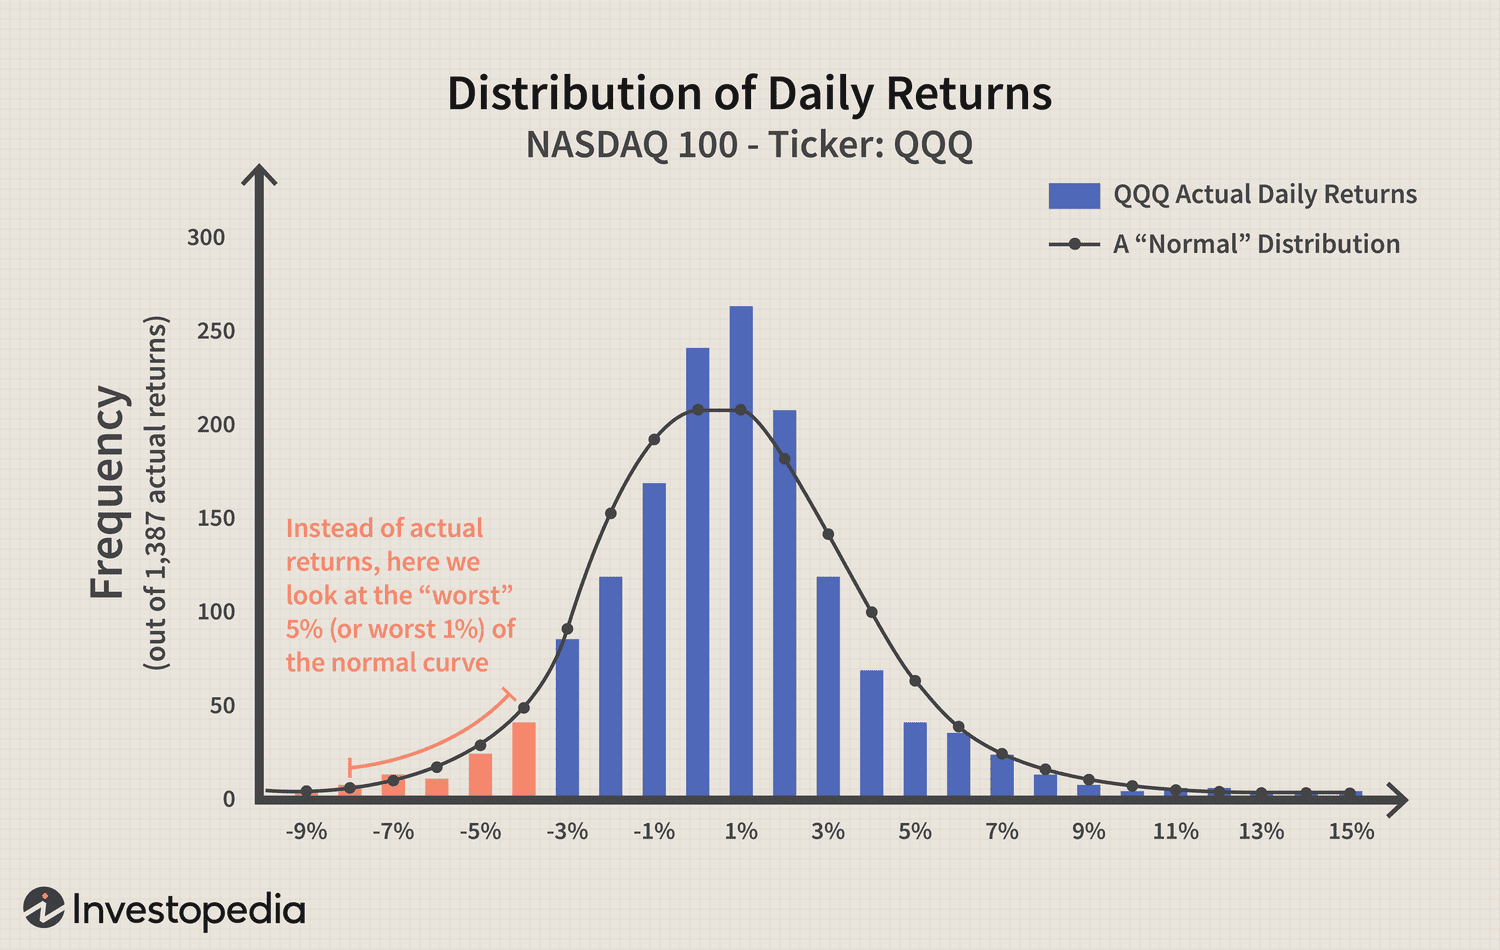 Distribution of Daily Returns
NASDAQ 100 - Ticker: QQQ
QQQ Actual Daily Returns
A “Normal” Distribution
Frequency
(out of 1,387 actual returns)
300
250
200
150
100
50
0
Instead of actual
returns, here we
look at the “worst”
5% (or worst 1%) of
the normal curve
-9% -7% -5% -3% -1% 1% 3% 5% 7% 9% 11% 13% 15%
Investopedia